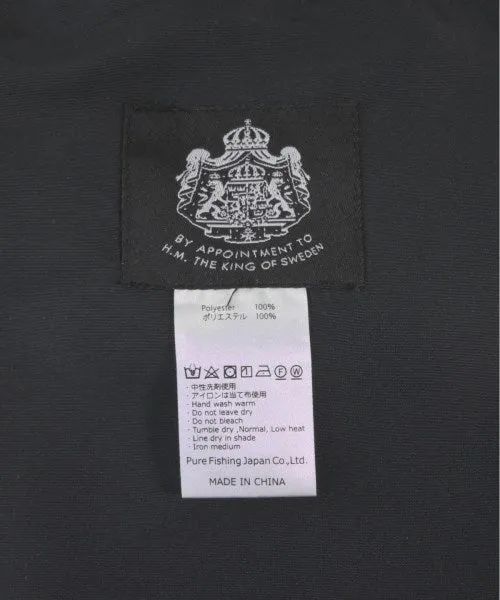 BY APPOINTMENT TO
H.M. THE KING OF SWEDEN
Polyester 100%
ポリエステル 100%
・中性洗剤使用
・アイロンは当て布使用
・Hand wash warm
・Do not leave dry
・Do not bleach
・Tumble dry ,Normal, Low heat
・Line dry in shade
・Iron medium
Pure Fishing Japan Co.,Ltd.
MADE IN CHINA